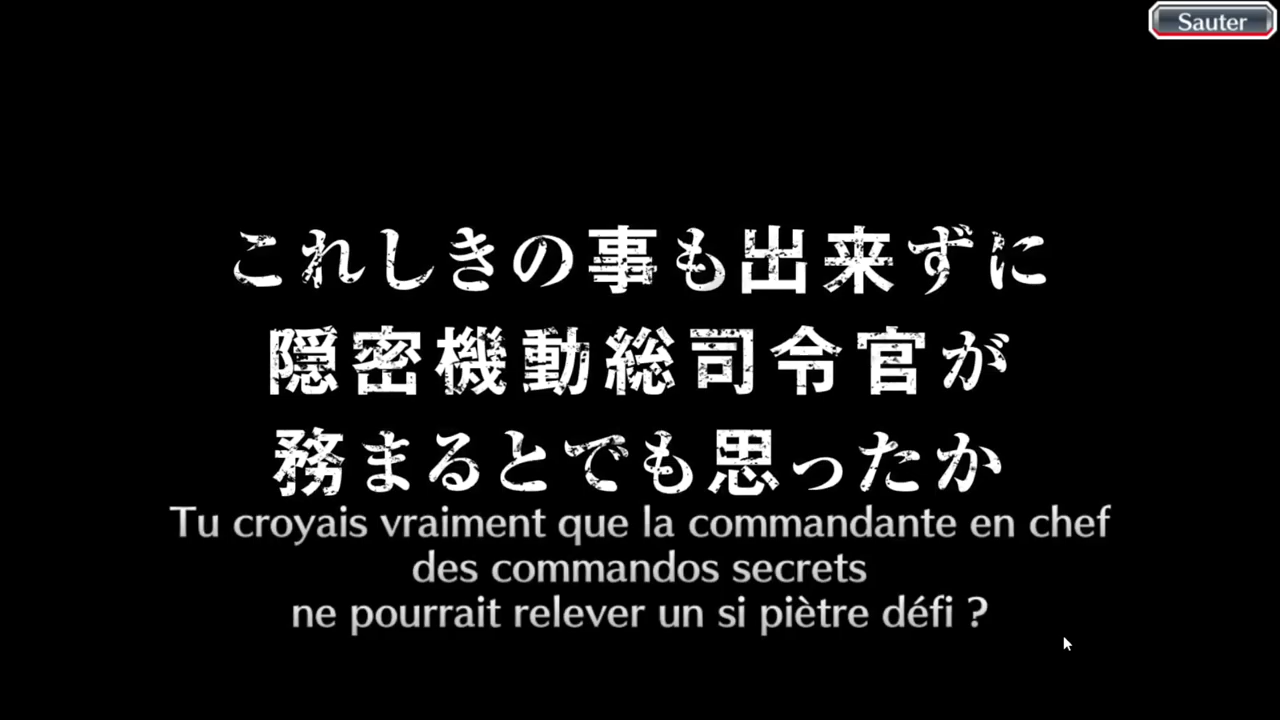 Sauter
これしきの事も出来ずに
隠密機動総司令官が
務まるとでも思ったか
Tu croyais vraiment que la commandante en chef
des commandos secrets
ne pourrait relever un si piètre défi ?